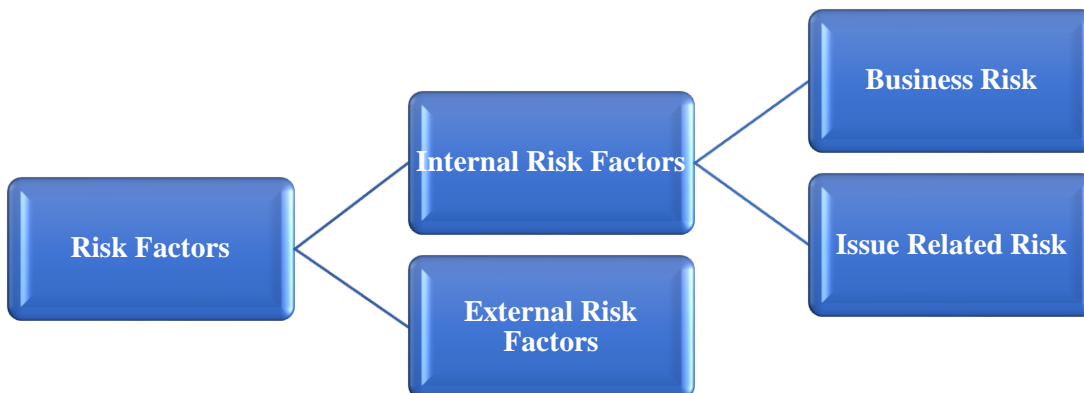 Risk Factors
Internal Risk Factors
External Risk
Factors
Business Risk
Issue Related Risk